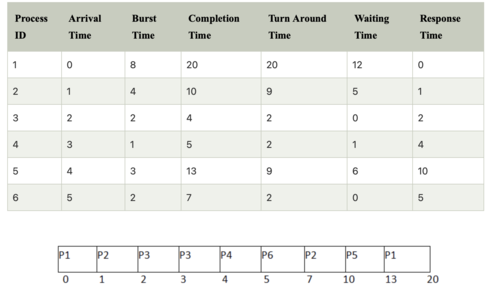 Process ID Arrival Time Burst Time Completion Time Turn Around Time Waiting Time Response Time
1 0 8 20 20 12 0
2 1 4 10 9 5 1
3 2 2 4 2 0 2
4 3 1 5 2 1 4
5 4 3 13 9 6 10
6 5 2 7 2 0 5
P1 P2 P3 P3 P4 P6 P2 P5 P1
0 1 2 3 4 5 7 10 13 20